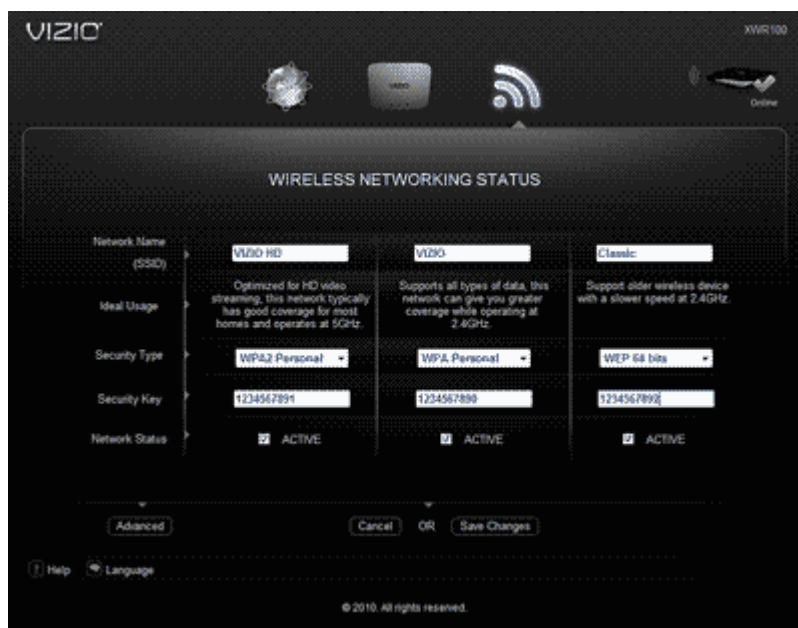 VIZIO
XWR100
VIZIO
Online
WIRELESS NETWORKING STATUS
Network Name
(SSID)
VIZIO HD
VIZIO
Classic
Ideal Usage
Optimized for HD video
streaming, this network typically
has good coverage for most
homes and operates at 5GHz.
Supports all types of data, this
network can give you greater
coverage while operating at
2.4GHz.
Support older wireless device
with a slower speed at 2.4GHz.
Security Type
WPA2 Personal
WPA Personal
WEP 64 bits
Security Key
1234567891
1234567890
1234567892
Network Status
ACTIVE
ACTIVE
ACTIVE
Advanced
Cancel
OR
Save Changes
? Help
Language
© 2010. All rights reserved.